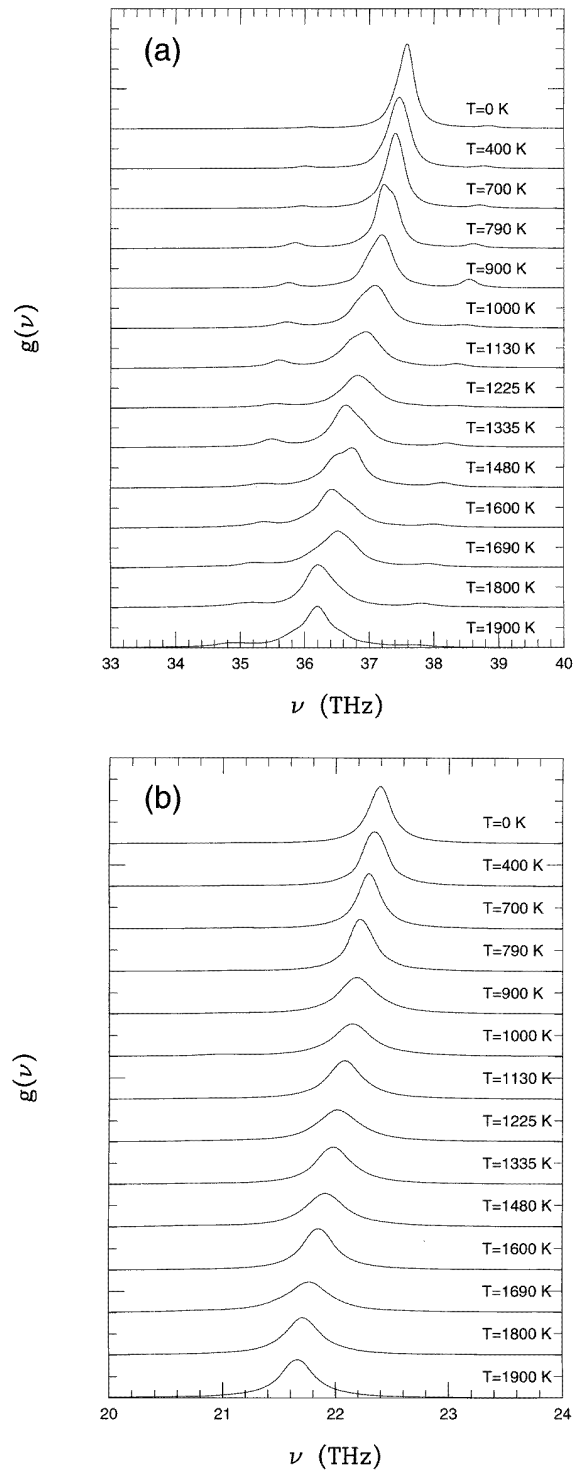 (a)
T=0 K
T=400 K
T=700 K
T=790 K
T=900 K
T=1000 K
T=1130 K
T=1225 K
T=1335 K
T=1480 K
T=1600 K
T=1690 K
T=1800 K
T=1900 K
g(ν)
33 34 35 36 37 38 39 40
ν (THz)
(b)
T=0 K
T=400 K
T=700 K
T=790 K
T=900 K
T=1000 K
T=1130 K
T=1225 K
T=1335 K
T=1480 K
T=1600 K
T=1690 K
T=1800 K
T=1900 K
g(ν)
20 21 22 23 24
ν (THz)